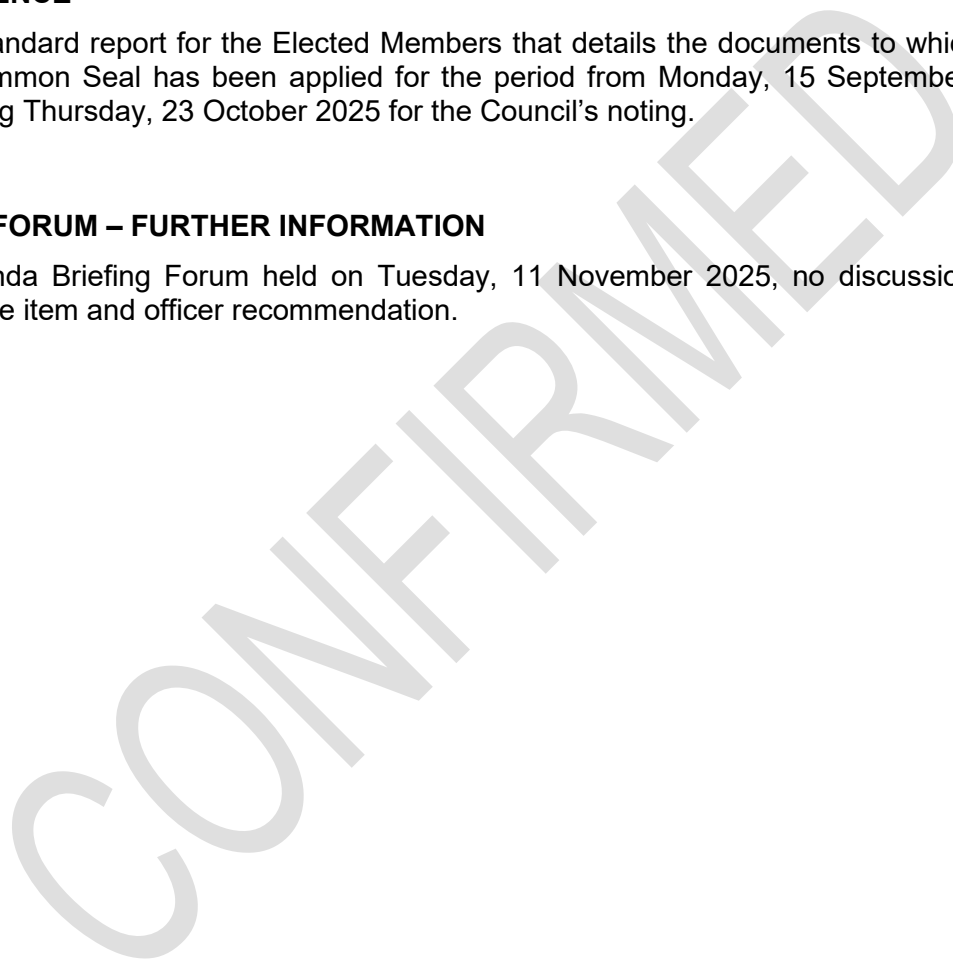 andard report for the Elected Members that details the documents to whic
mmon Seal has been applied for the period from Monday, 15 Septembe
g Thursday, 23 October 2025 for the Council's noting.
FORUM – FURTHER INFORMATION
nda Briefing Forum held on Tuesday, 11 November 2025, no discussio
e item and officer recommendation.
CONFIRMED